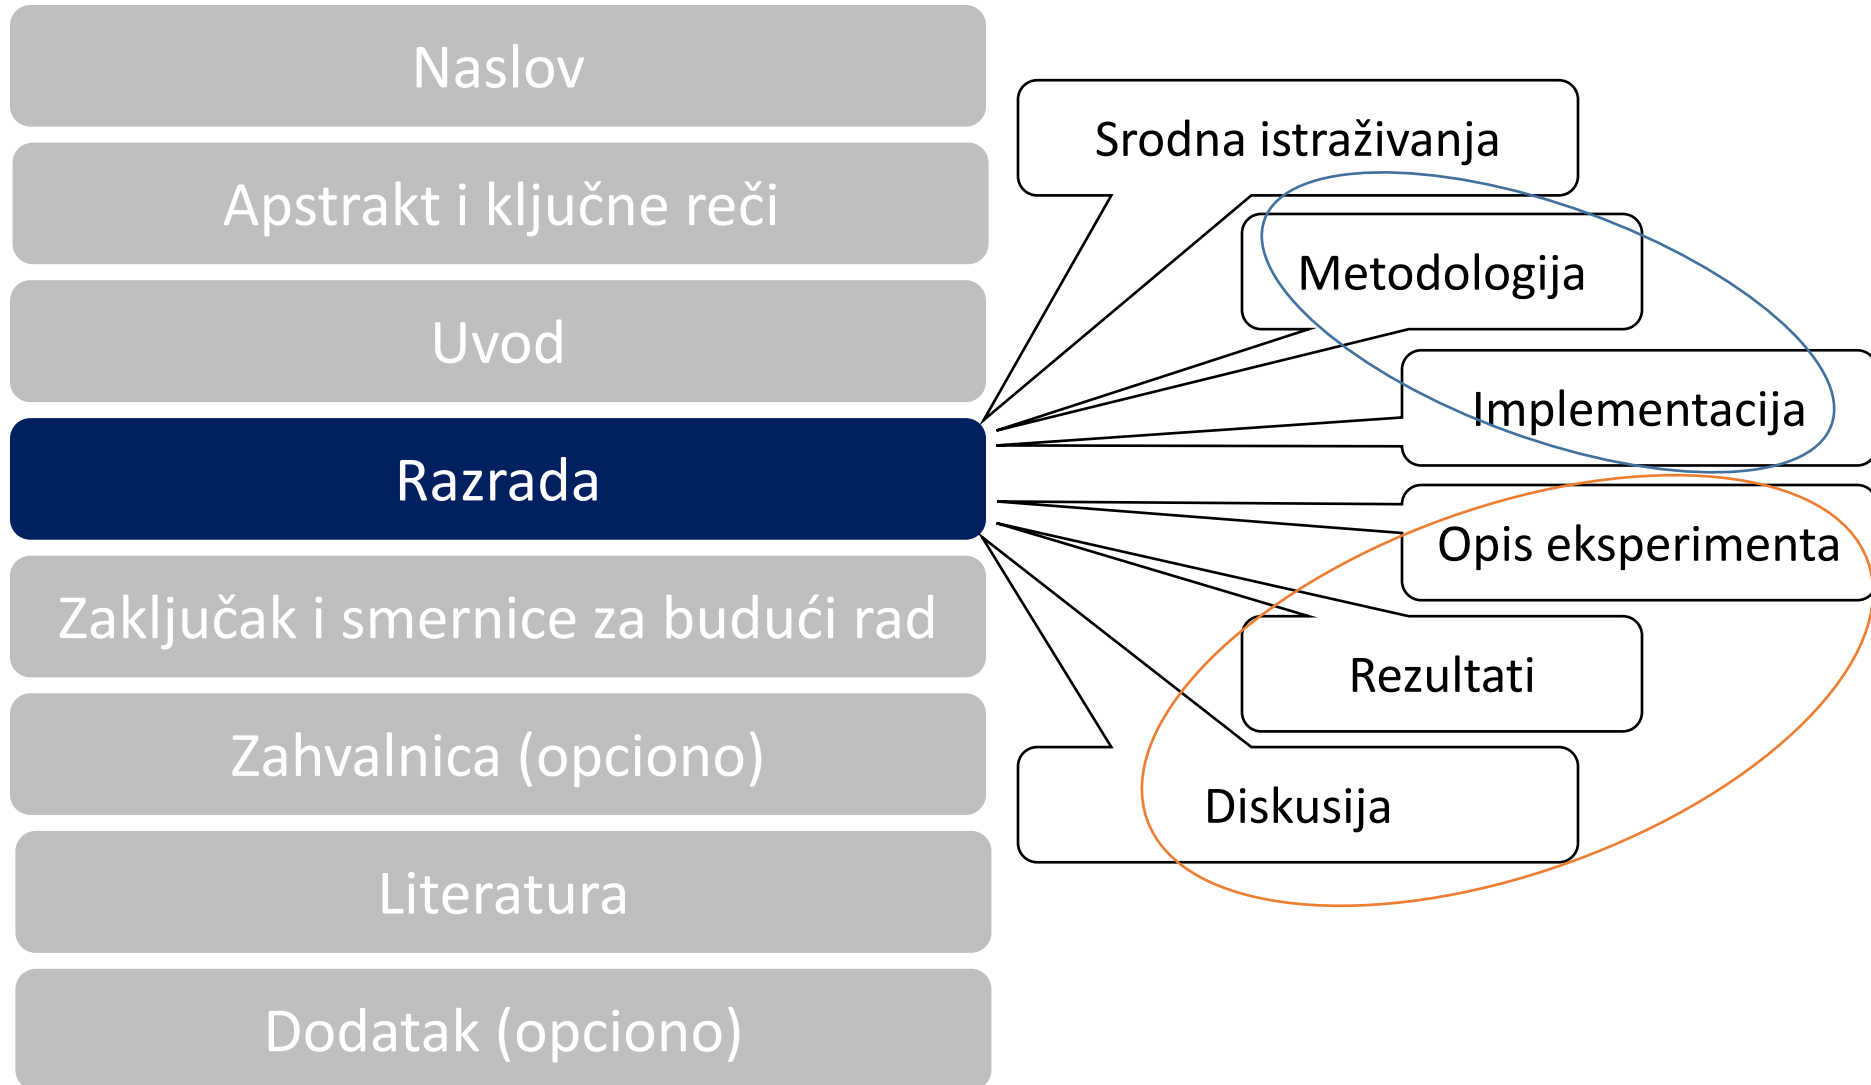 Naslov
Apstrakt i ključne reči
Uvod
Razrada
Zaključak i smernice za budući rad
Zahvalnica (opciono)
Literatura
Dodatak (opciono)
Srodna istraživanja
Metodologija
Implementacija
Opis eksperimenta
Rezultati
Diskusija